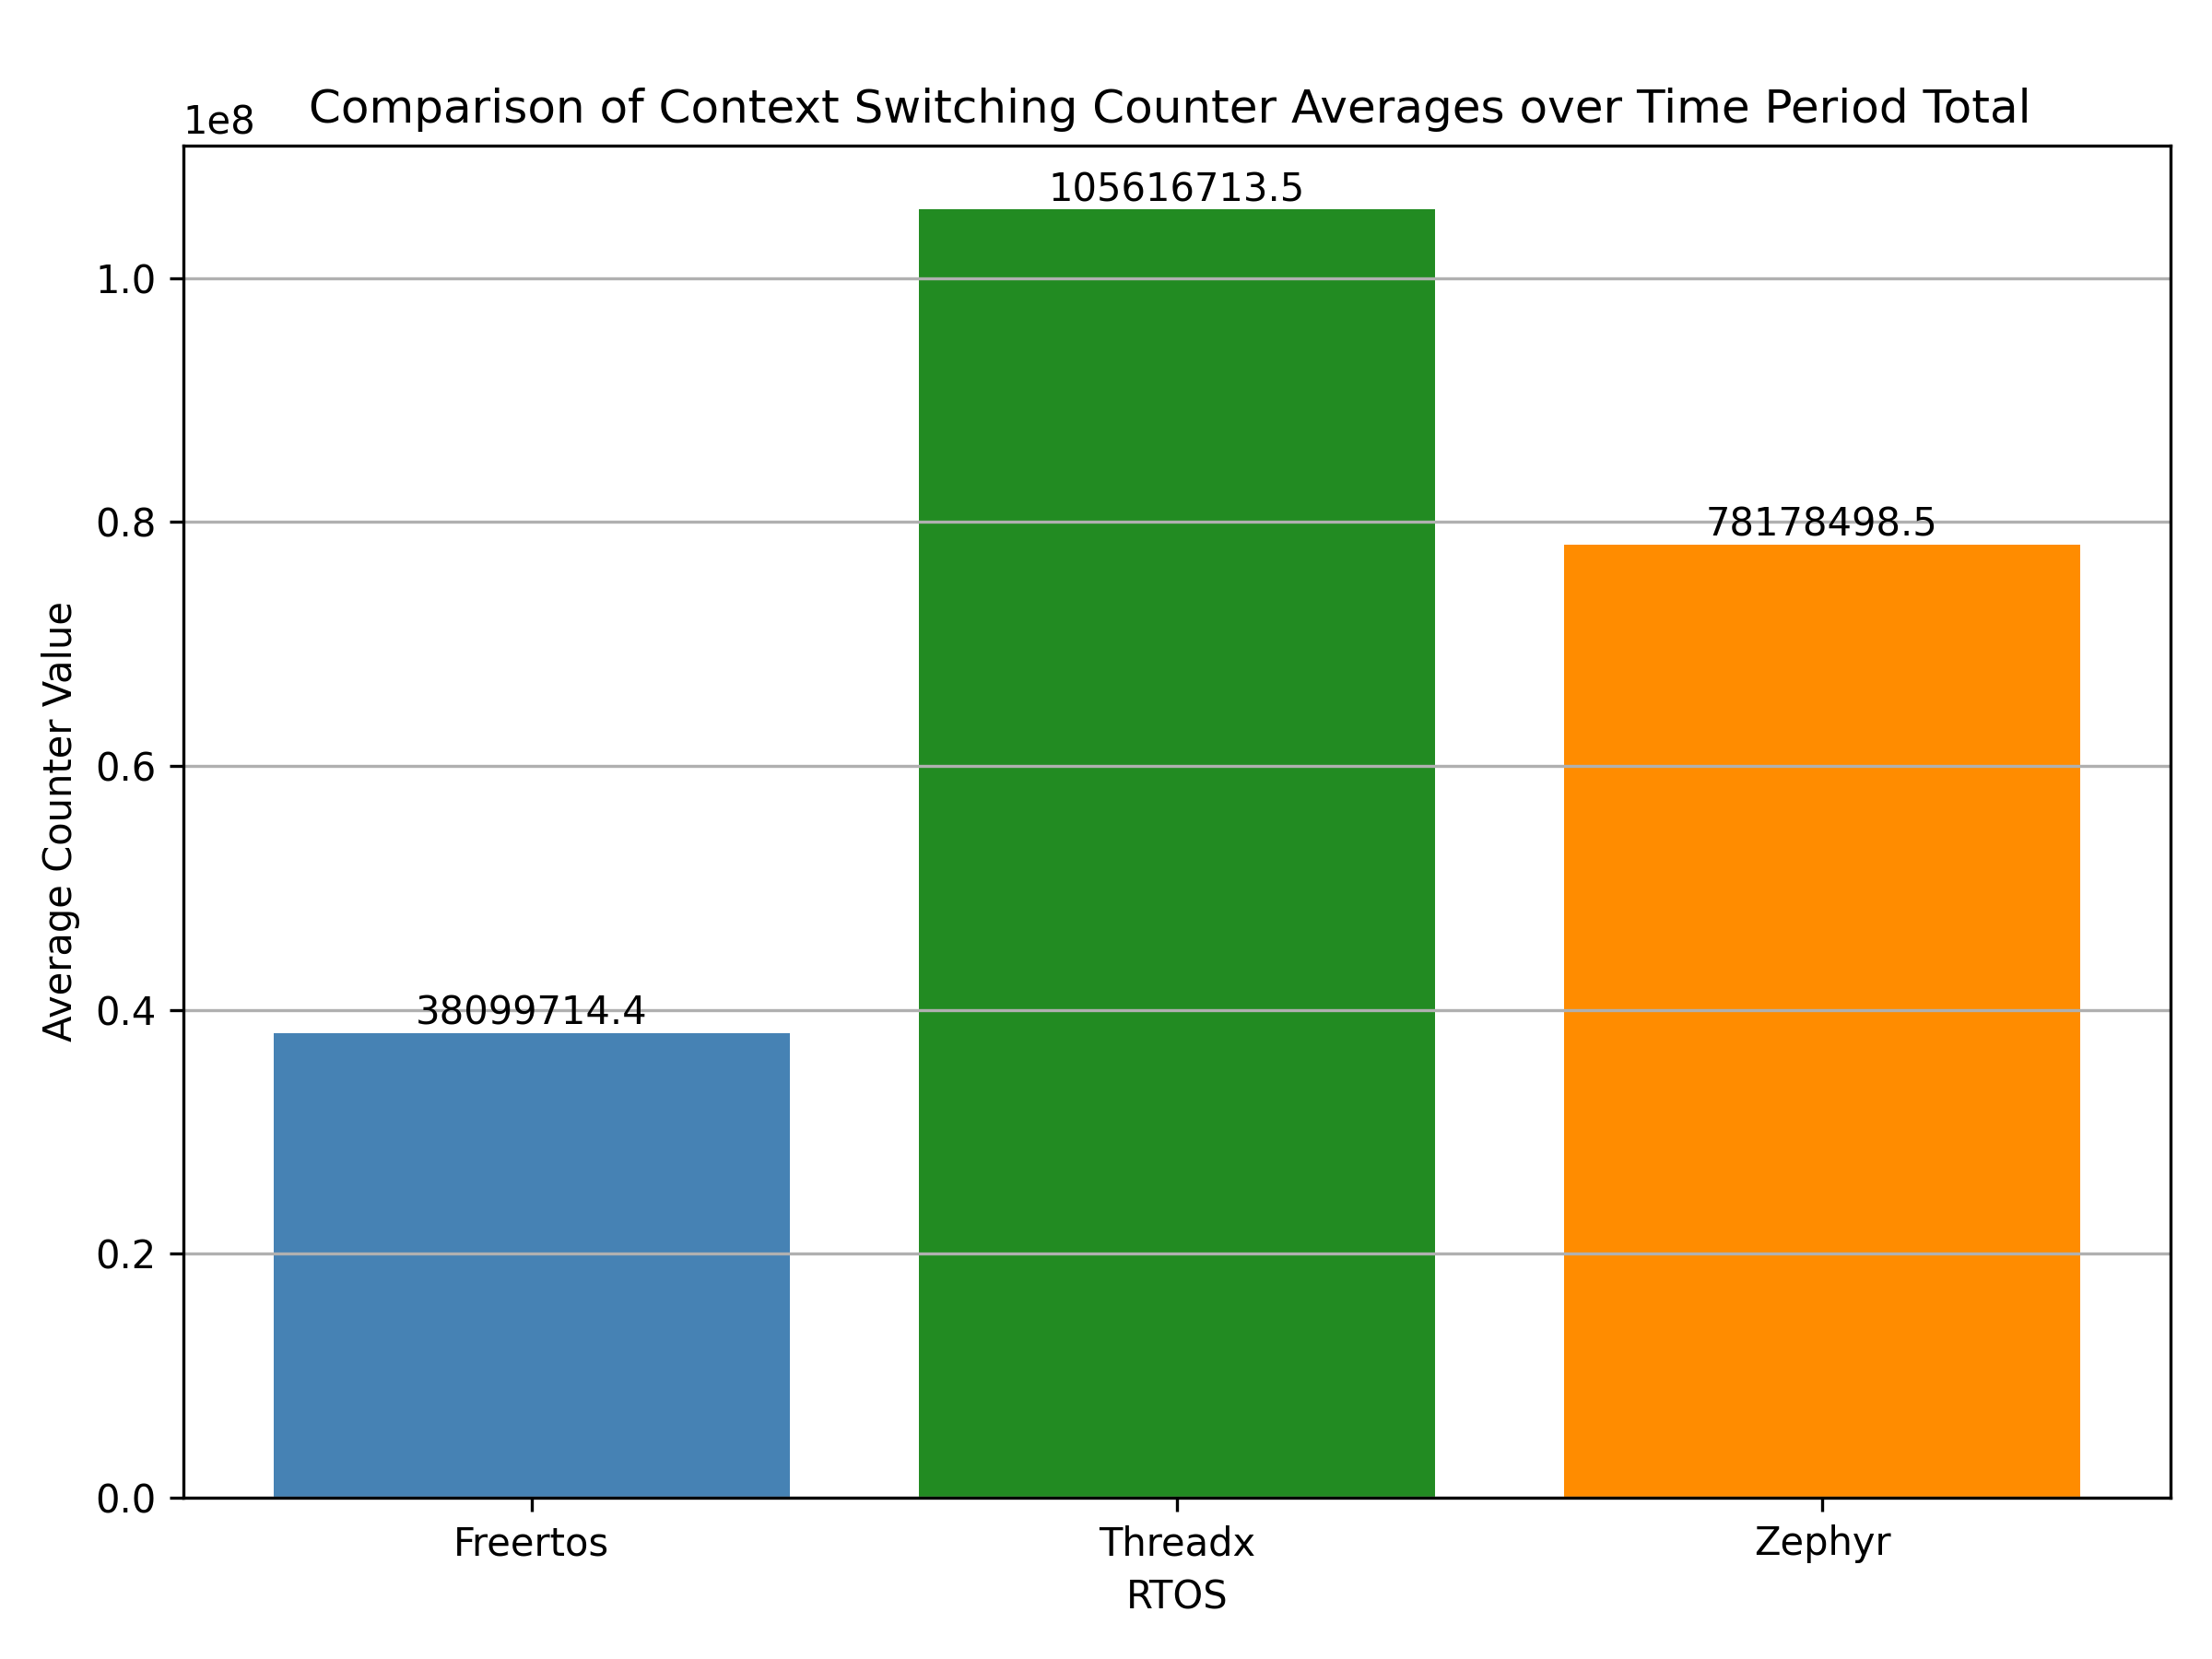 Comparison of Context Switching Counter Averages over Time Period Total
1e8
105616713.5
1.0
78178498.5
0.8
0.6
Average Counter Value
38099714.4
0.4
0.2
0.0
Freertos Threadx Zephyr
RTOS